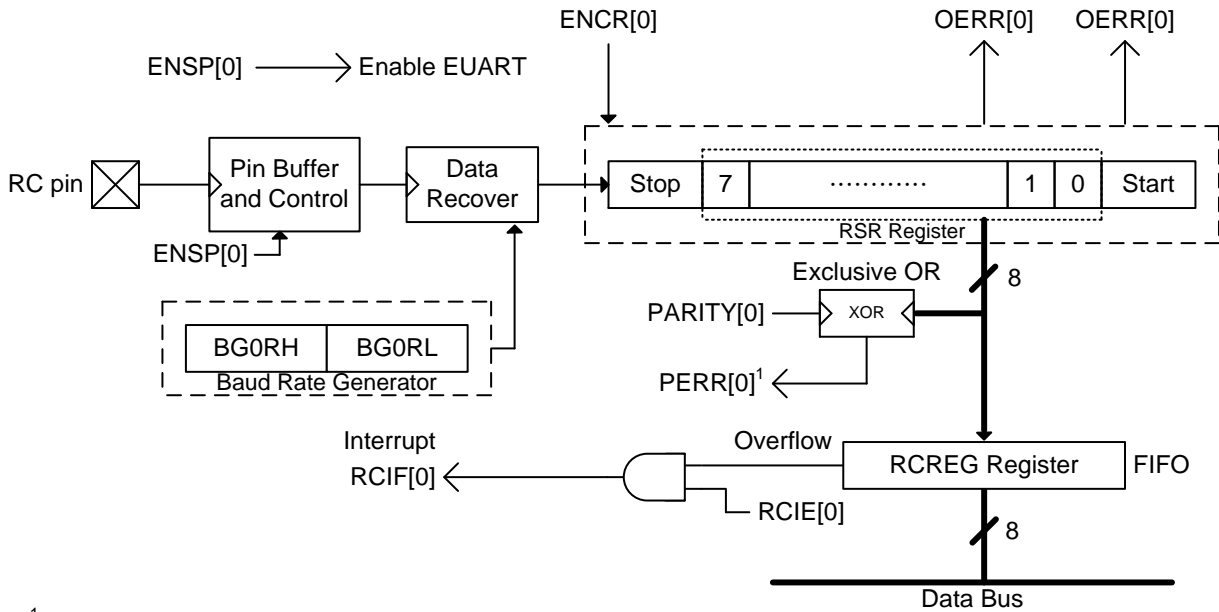 ENCR[0]
OERR[0]
OERR[0]
ENSP[0]
Enable EUART
RC pin
Pin Buffer
and Control
Data
Recover
Stop
7
............
1
0
Start
RSR Register
ENSP[0]
Exclusive OR
8
PARITY[0]
XOR
BG0RH
BG0RL
Baud Rate Generator
PERR[0]¹
Interrupt
Overflow
RCIF[0]
RCREG Register
FIFO
RCIE[0]
8
Data Bus
1